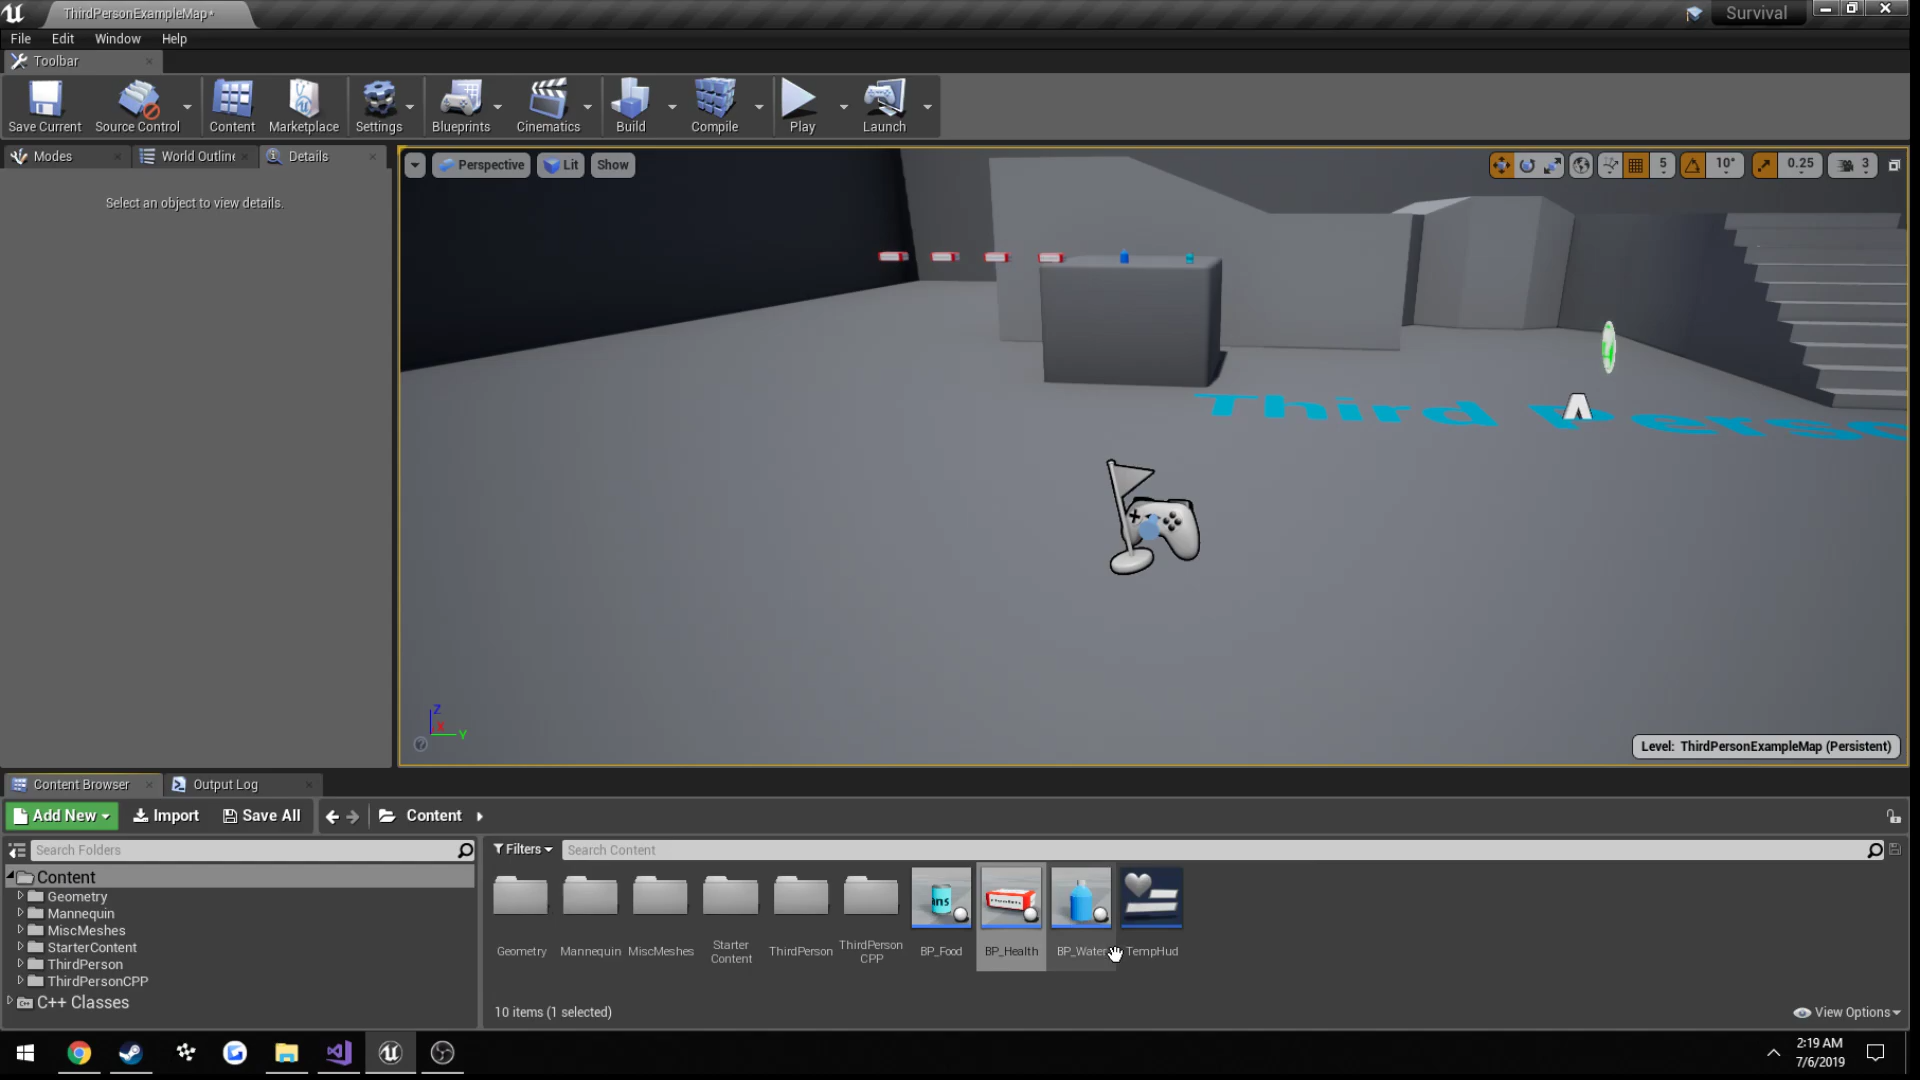 ThirdPersonExampleMap*
Survival
File Edit Window Help
Toolbar
Save Current Source Control Content Marketplace Settings Blueprints Cinematics Build Compile Play Launch
Modes World Outline Details
Select an object to view details.
Perspective Lit Show
5 10° 0.25 3
Third Perso
Z
X
Y
Level: ThirdPersonExampleMap (Persistent)
Content Browser Output Log
Add New Import Save All Content
Search Folders
Filters Search Content
Content
Geometry
Mannequin
MiscMeshes
StarterContent
ThirdPerson
ThirdPersonCPP
C++ Classes
ans
Geometry Mannequin MiscMeshes Starter Content ThirdPerson ThirdPerson CPP BP_Food BP_Health BP_Water TempHud
10 items (1 selected)
View Options
2:19 AM
7/6/2019